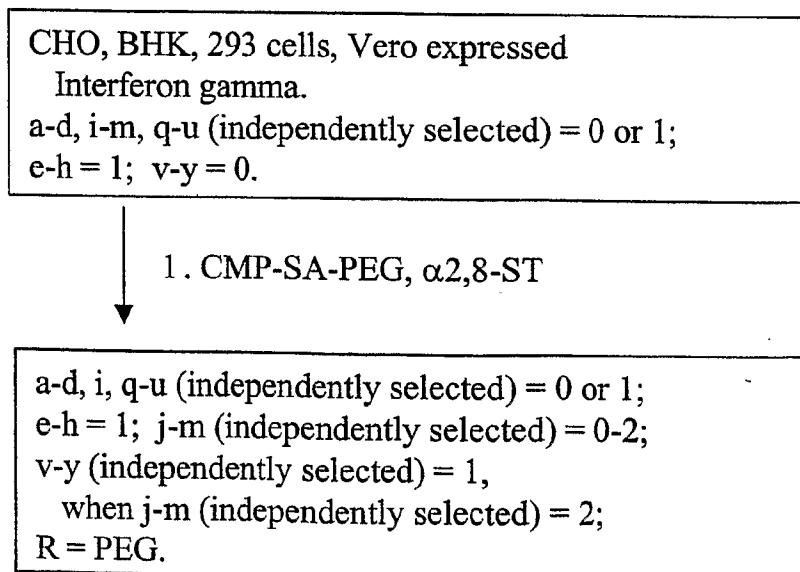 CHO, BHK, 293 cells, Vero expressed
Interferon gamma.
a-d, i-m, q-u (independently selected) = 0 or 1;
e-h = 1; v-y = 0.
1. CMP-SA-PEG, α2,8-ST
a-d, i, q-u (independently selected) = 0 or 1;
e-h = 1; j-m (independently selected) = 0-2;
v-y (independently selected) = 1,
when j-m (independently selected) = 2;
R = PEG.